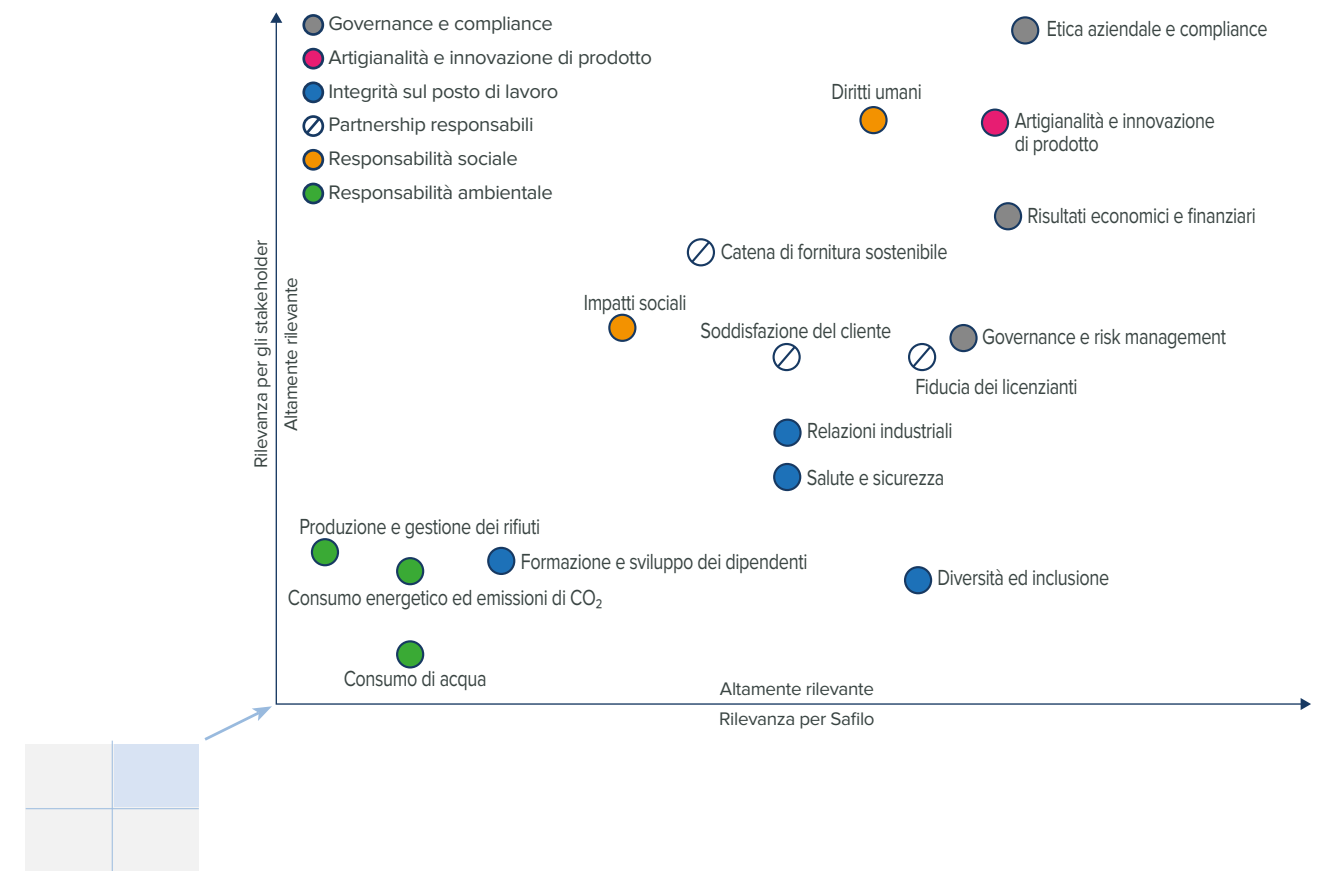 Governance e compliance
Artigianalità e innovazione di prodotto
Integrità sul posto di lavoro
Partnership responsabili
Responsabilità sociale
Responsabilità ambientale
Rilevanza per gli stakeholder
Altamente rilevante
Etica aziendale e compliance
Diritti umani
Artigianalità e innovazione
di prodotto
Risultati economici e finanziari
Catena di fornitura sostenibile
Impatti sociali
Soddisfazione del cliente
Governance e risk management
Fiducia dei licenzianti
Relazioni industriali
Salute e sicurezza
Produzione e gestione dei rifiuti
Formazione e sviluppo dei dipendenti
Diversità ed inclusione
Consumo energetico ed emissioni di CO₂
Consumo di acqua
Altamente rilevante
Rilevanza per Safilo